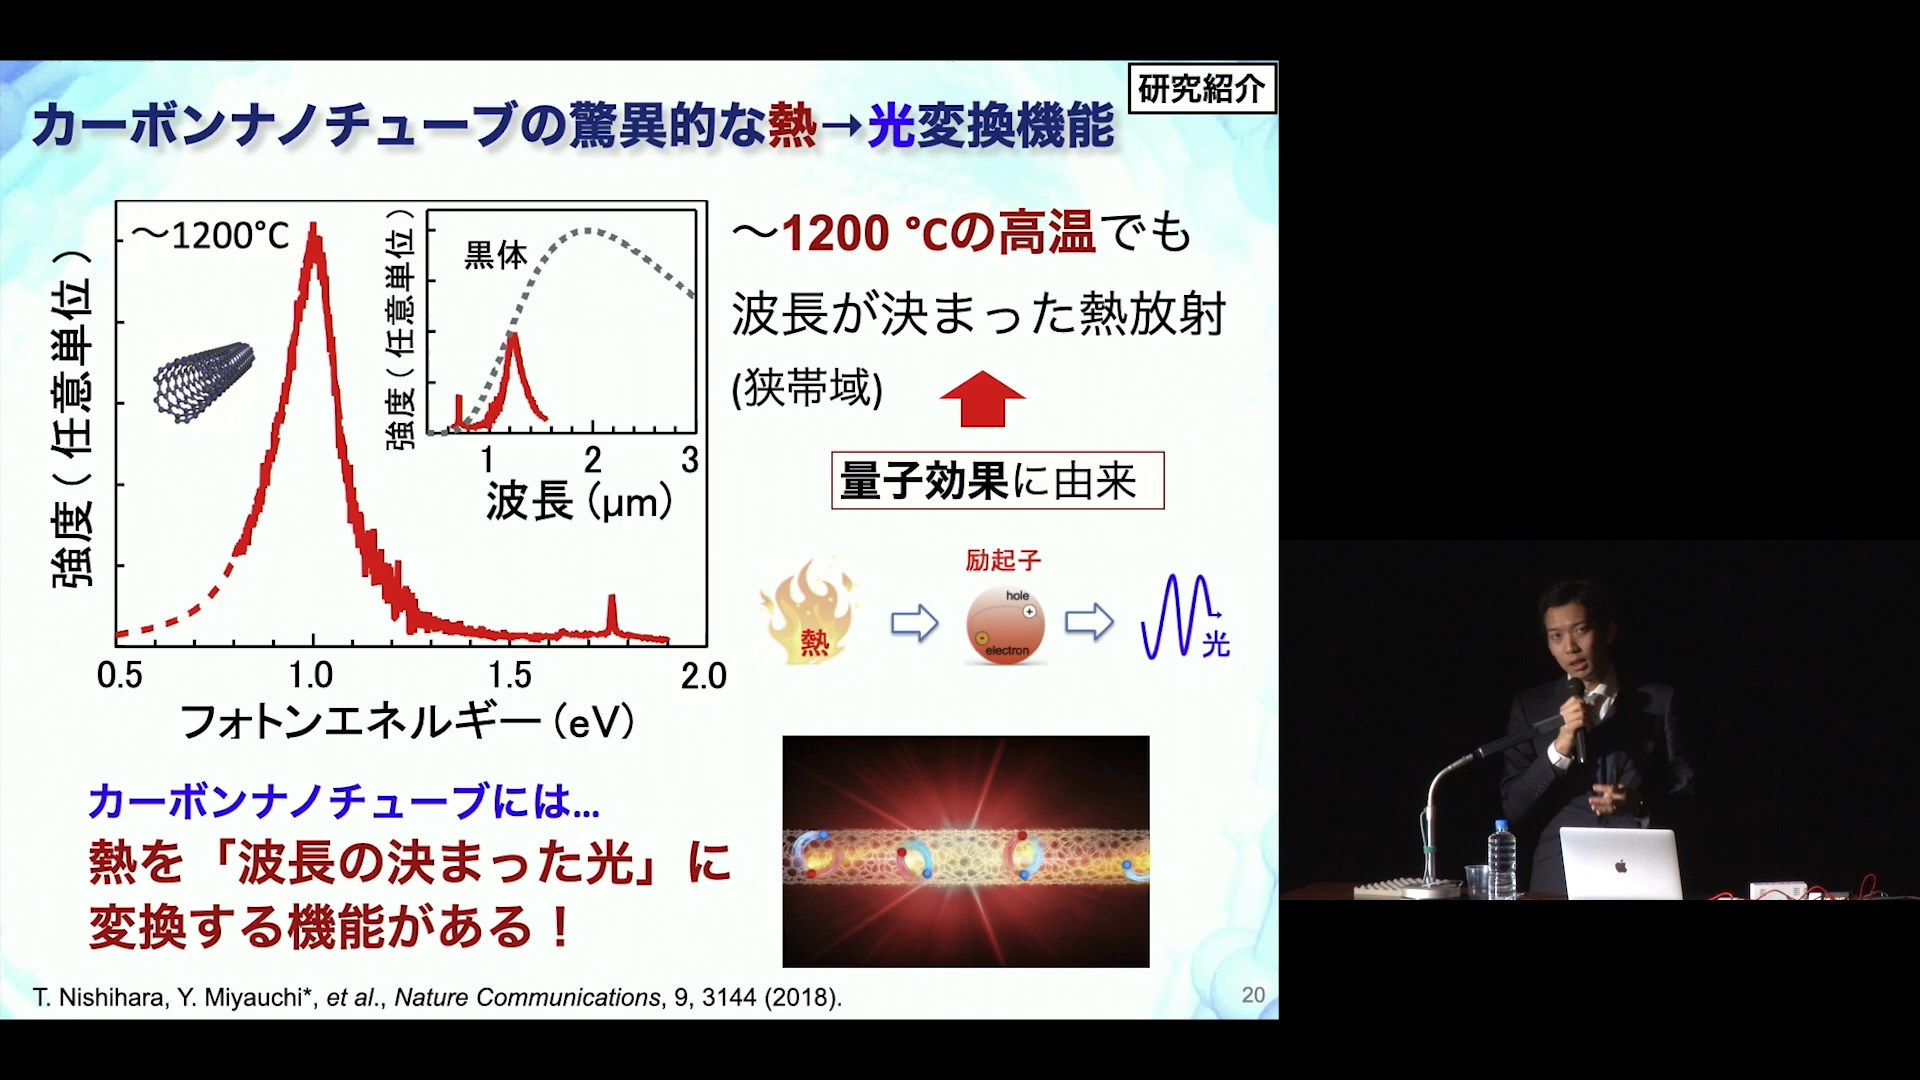 研究紹介
カーボンナノチューブの驚異的な熱→光変換機能
～1200°C
強度（任意単位）
0.5 1.0 1.5 2.0
フォトンエネルギー（eV）
黒体
強度（任意単位）
1 2 3
波長（μm）
～1200 ℃の高温でも
波長が決まった熱放射
(狭帯域)
量子効果に由来
熱
励起子
hole
+
-
electron
光
カーボンナノチューブには...
熱を「波長の決まった光」に
変換する機能がある！
T. Nishihara, Y. Miyauchi*, et al., Nature Communications, 9, 3144 (2018).
20